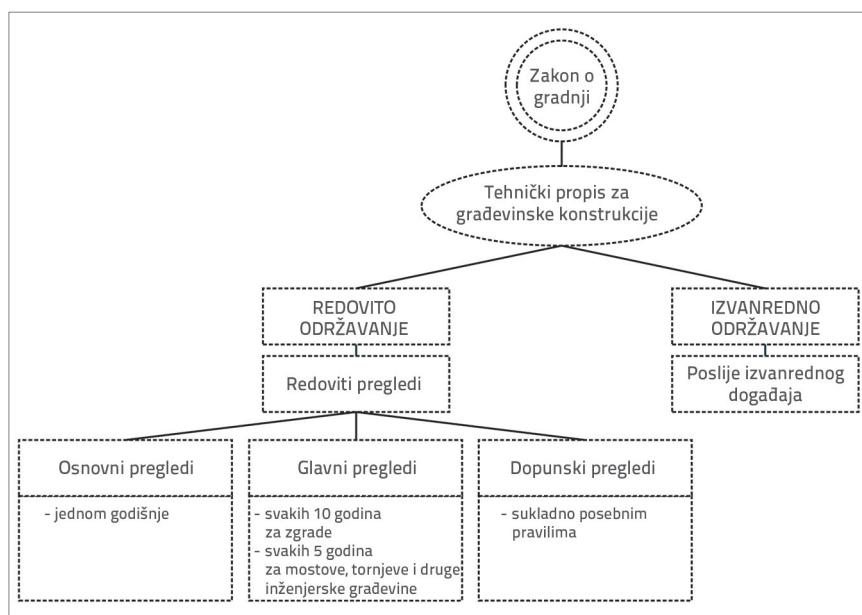 Zakon o
gradnji
Tehnički propis za
građevinske konstrukcije
REDOVITO
ODRŽAVANJE
IZVANREDNO
ODRŽAVANJE
Redoviti pregledi
Poslije izvanrednog
događaja
Osnovni pregledi
- jednom godišnje
Glavni pregledi
- svakih 10 godina
za zgrade
- svakih 5 godina
za mostove, tornjeve i druge
inženjerske građevine
Dopunski pregledi
- sukladno posebnim
pravilima